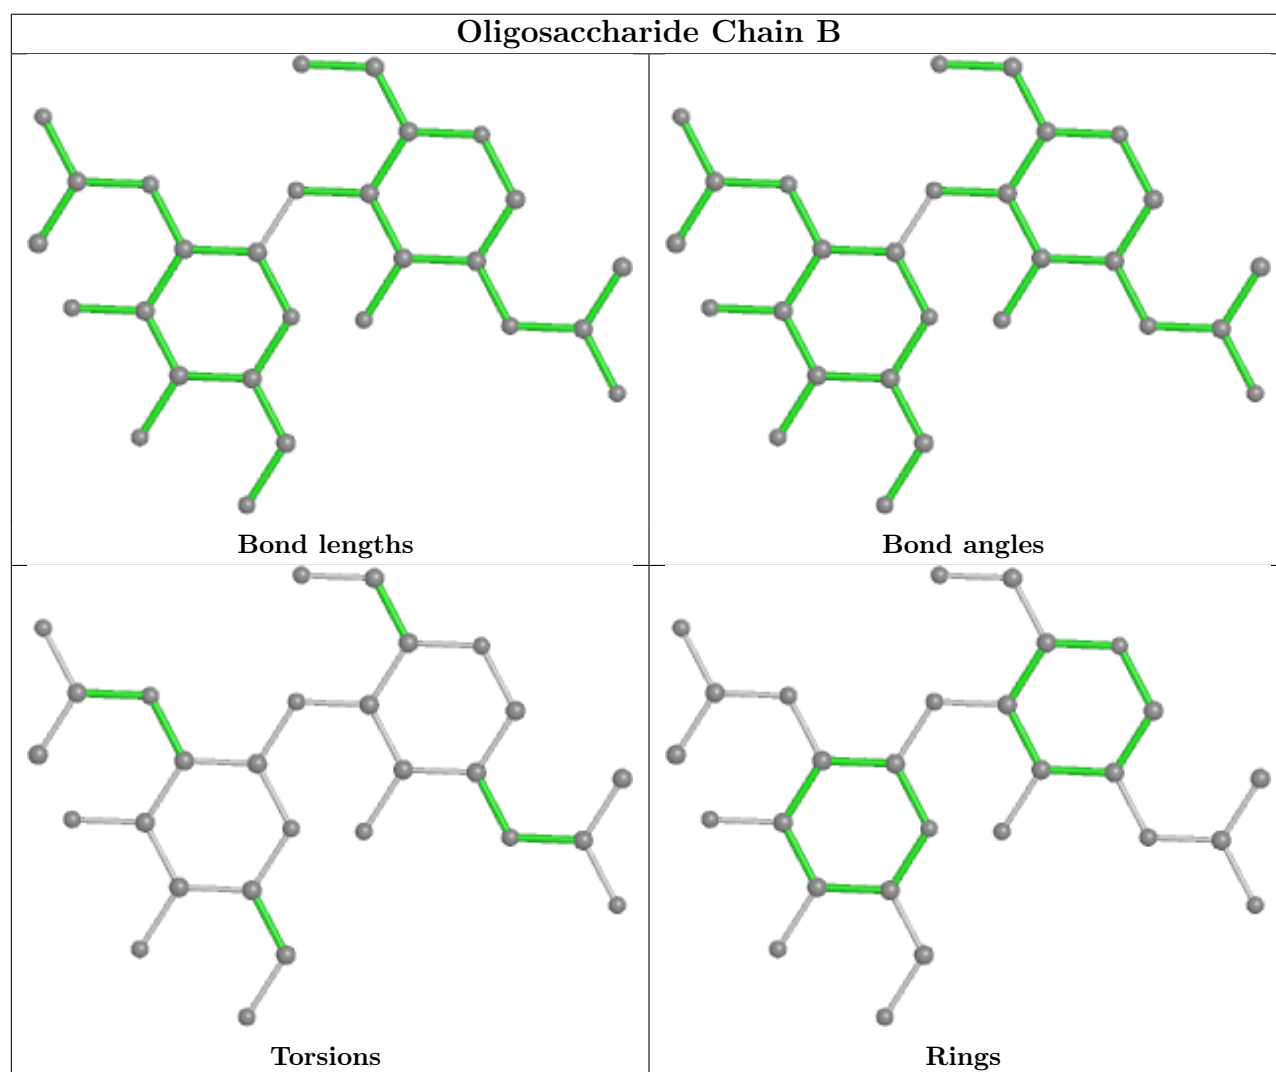 Oligosaccharide Chain B
Bond lengths
Bond angles
Torsions
Rings